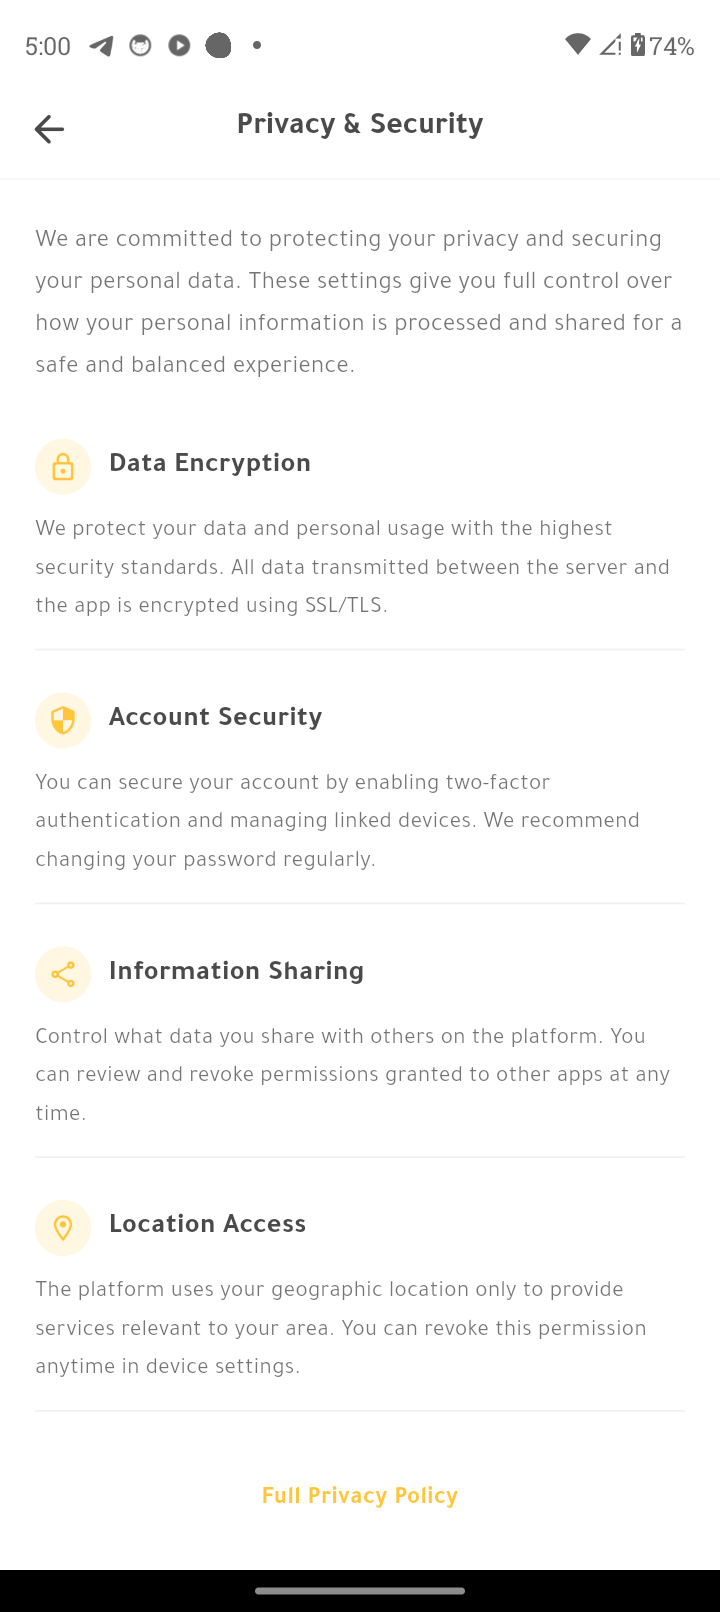 5:00
74%
Privacy & Security
We are committed to protecting your privacy and securing
your personal data. These settings give you full control over
how your personal information is processed and shared for a
safe and balanced experience.
Data Encryption
We protect your data and personal usage with the highest
security standards. All data transmitted between the server and
the app is encrypted using SSL/TLS.
Account Security
You can secure your account by enabling two-factor
authentication and managing linked devices. We recommend
changing your password regularly.
Information Sharing
Control what data you share with others on the platform. You
can review and revoke permissions granted to other apps at any
time.
Location Access
The platform uses your geographic location only to provide
services relevant to your area. You can revoke this permission
anytime in device settings.
Full Privacy Policy